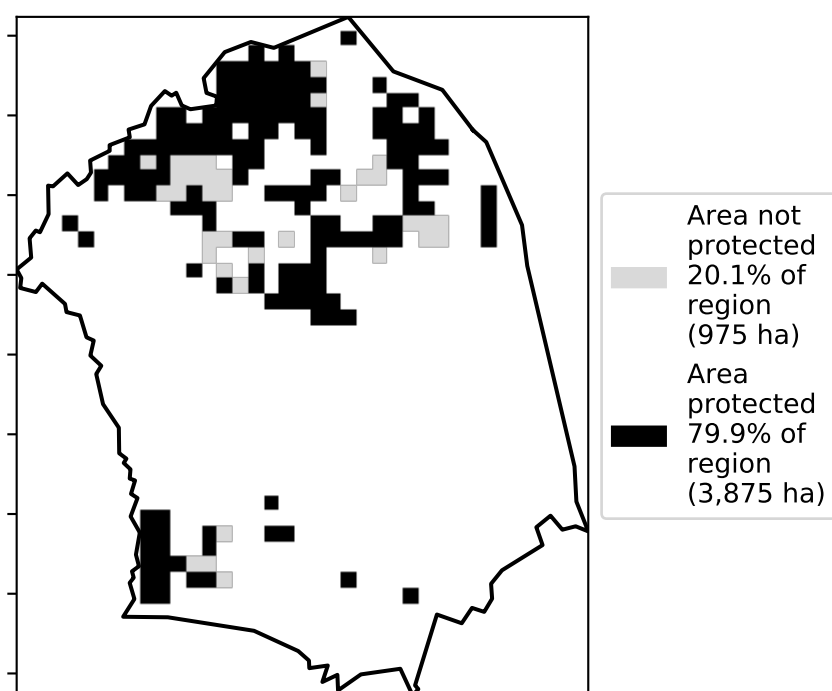 Area not
protected
20.1% of
region
(975 ha)
Area
protected
79.9% of
region
(3,875 ha)